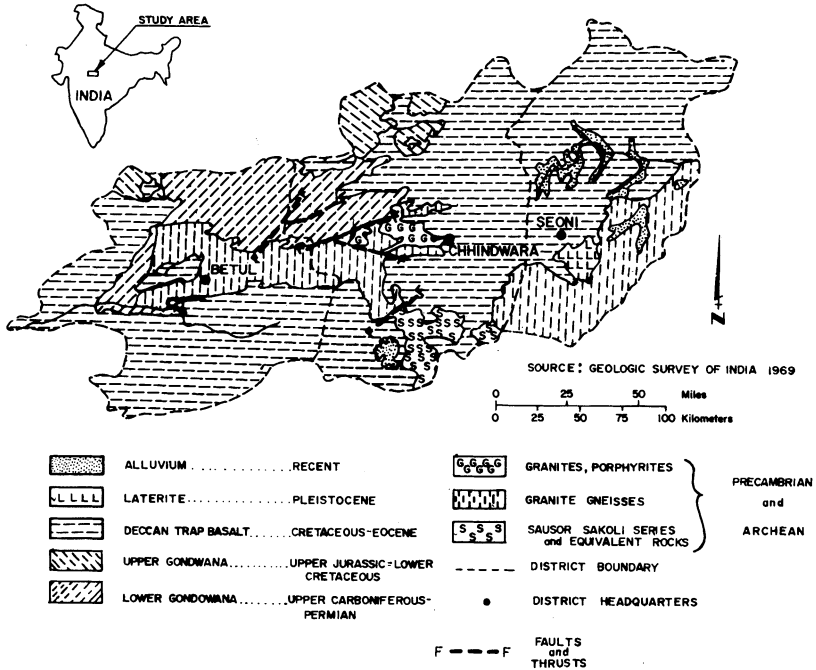 STUDY AREA
INDIA
SEONI
CHHINDWARA
BETUL
N
SOURCE: GEOLOGIC SURVEY OF INDIA 1969
0 25 50 Miles
0 25 50 75 100 Kilometers
ALLUVIUM ............ RECENT
LATERITE ............ PLEISTOCENE
DECCAN TRAP BASALT ...... CRETACEOUS-EOCENE
UPPER GONDWANA ......... UPPER JURASSIC=LOWER
CRETACEOUS
LOWER GONDOWANA ........ UPPER CARBONIFEROUS-
PERMIAN
GRANITES, PORPHYRITES
GRANITE GNEISSES
SAUSOR SAKOLI SERIES
and EQUIVALENT ROCKS
PRECAMBRIAN
and
ARCHEAN
DISTRICT BOUNDARY
DISTRICT HEADQUARTERS
F F FAULTS
and
THRUSTS